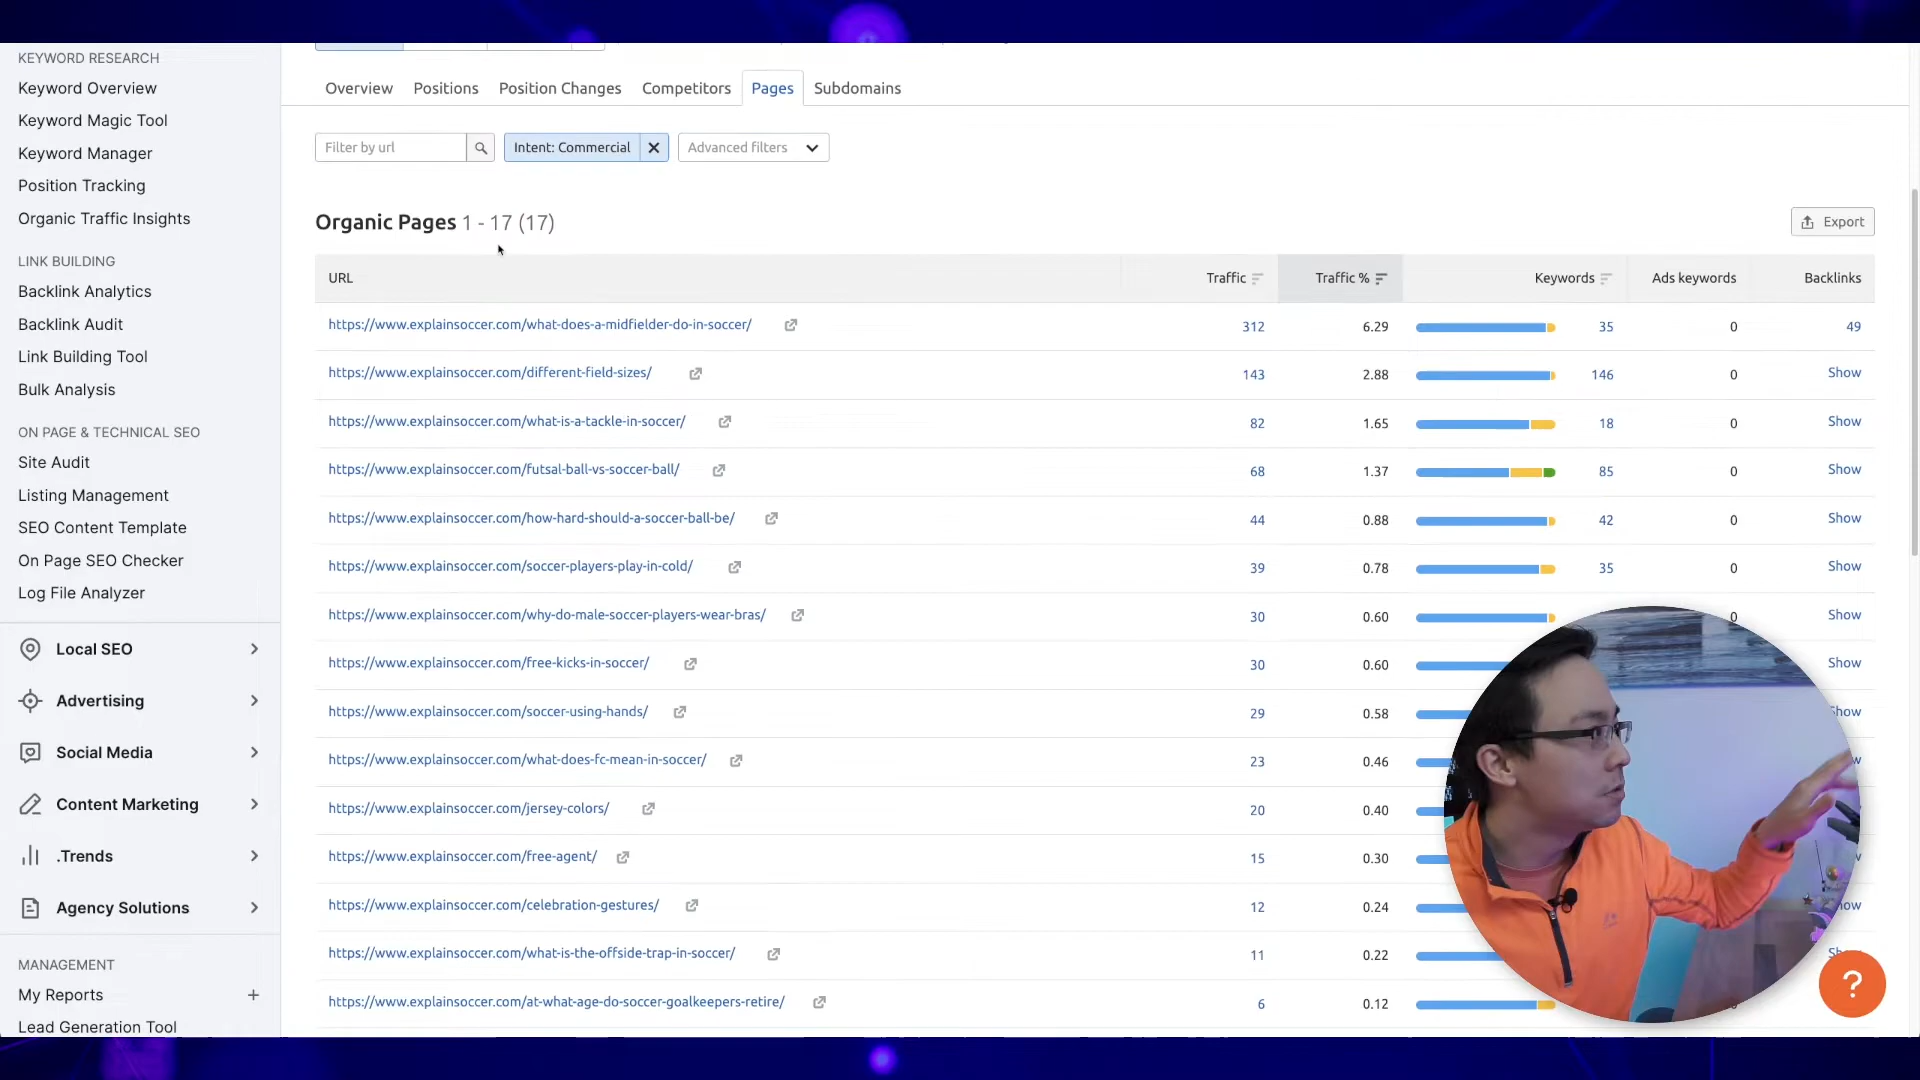 KEYWORD RESEARCH
Keyword Overview
Keyword Magic Tool
Keyword Manager
Position Tracking
Organic Traffic Insights
LINK BUILDING
Backlink Analytics
Backlink Audit
Link Building Tool
Bulk Analysis
ON PAGE & TECHNICAL SEO
Site Audit
Listing Management
SEO Content Template
On Page SEO Checker
Log File Analyzer
Local SEO
Advertising
Social Media
Content Marketing
.Trends
Agency Solutions
MANAGEMENT
My Reports +
Lead Generation Tool
Overview Positions Position Changes Competitors Pages Subdomains
Filter by url Intent: Commercial Advanced filters
Organic Pages 1 - 17 (17) Export
URL Traffic Traffic % Keywords Ads keywords Backlinks
https://www.explainsoccer.com/what-does-a-midfielder-do-in-soccer/ 312 6.29 35 0 49
https://www.explainsoccer.com/different-field-sizes/ 143 2.88 146 0 Show
https://www.explainsoccer.com/what-is-a-tackle-in-soccer/ 82 1.65 18 0 Show
https://www.explainsoccer.com/futsal-ball-vs-soccer-ball/ 68 1.37 85 0 Show
https://www.explainsoccer.com/how-hard-should-a-soccer-ball-be/ 44 0.88 42 0 Show
https://www.explainsoccer.com/soccer-players-play-in-cold/ 39 0.78 35 0 Show
https://www.explainsoccer.com/why-do-male-soccer-players-wear-bras/ 30 0.60 0 Show
https://www.explainsoccer.com/free-kicks-in-soccer/ 30 0.60 Show
https://www.explainsoccer.com/soccer-using-hands/ 29 0.58 Show
https://www.explainsoccer.com/what-does-fc-mean-in-soccer/ 23 0.46
https://www.explainsoccer.com/jersey-colors/ 20 0.40
https://www.explainsoccer.com/free-agent/ 15 0.30
https://www.explainsoccer.com/celebration-gestures/ 12 0.24
https://www.explainsoccer.com/what-is-the-offside-trap-in-soccer/ 11 0.22
https://www.explainsoccer.com/at-what-age-do-soccer-goalkeepers-retire/ 6 0.12
?